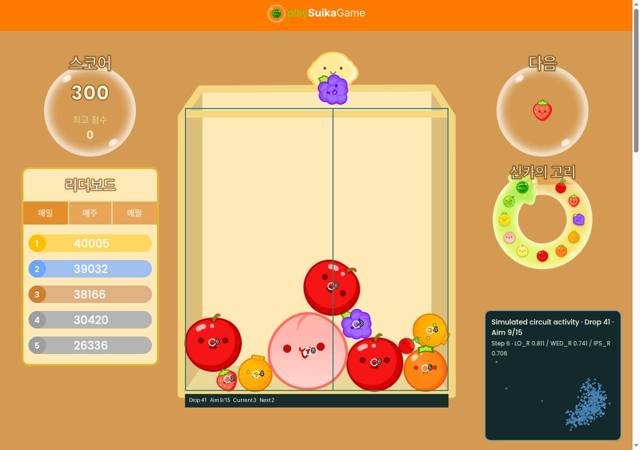 playSuikaGame
스코어
300
최고 점수
0
리더보드
매일 매주 매월
1 40005
2 39032
3 38166
4 30420
5 26336
다음
산카의 고리
Simulated circuit activity · Drop 41 ·
Aim 9/15
Step 6 · LO_R 0.811 / WED_R 0.741 / IPS_R
0.706
Drop 41 Aim 9/15 Current 3 Next 2